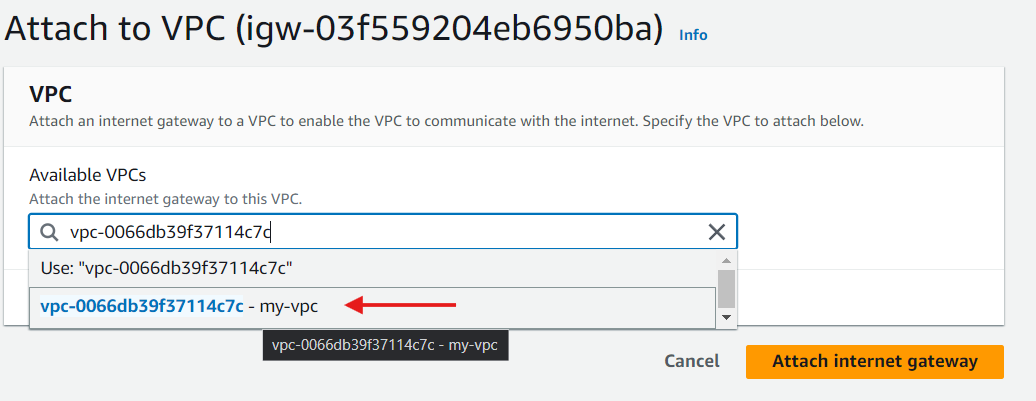 Attach to VPC (igw-03f559204eb6950ba) Info
VPC
Attach an internet gateway to a VPC to enable the VPC to communicate with the internet. Specify the VPC to attach below.
Available VPCs
Attach the internet gateway to this VPC.
vpc-0066db39f37114c7c
Use: "vpc-0066db39f37114c7c"
vpc-0066db39f37114c7c - my-vpc
vpc-0066db39f37114c7c - my-vpc
Cancel Attach internet gateway